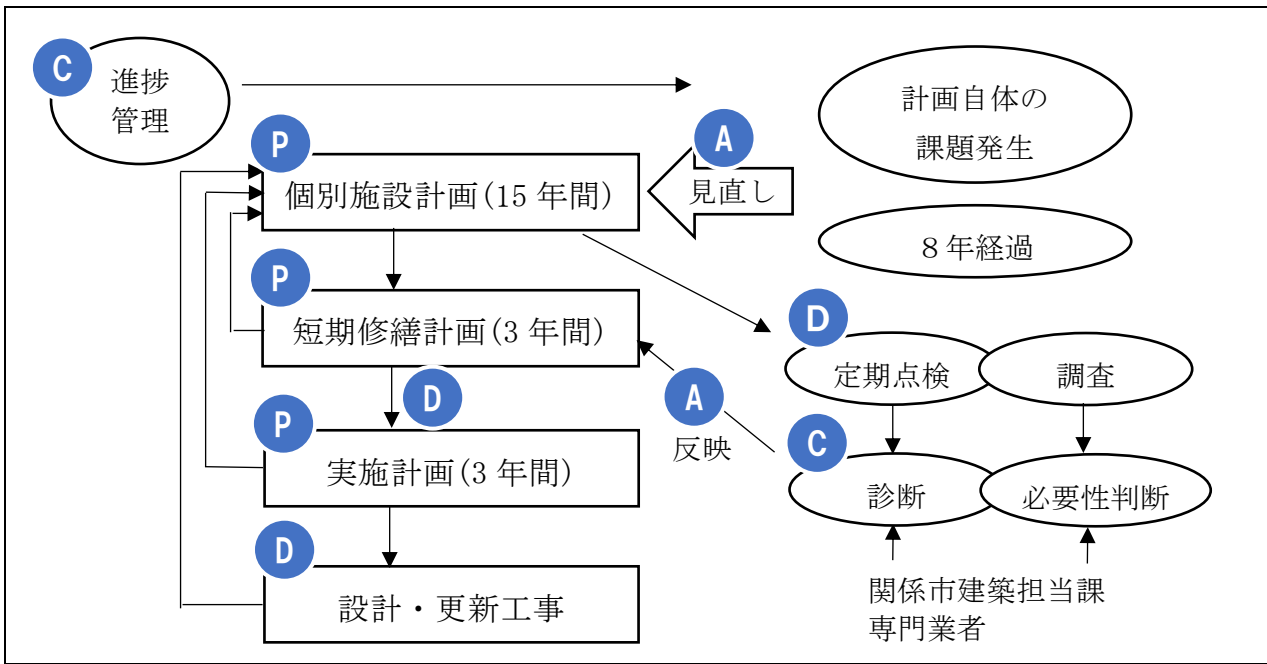 C
進捗
管理
計画自体の
課題発生
P
A
個別施設計画(15 年間)
見直し
８年経過
P
短期修繕計画(3 年間)
D
定期点検
調査
D
A
反映
P
実施計画(3 年間)
C
診断
必要性判断
D
設計・更新工事
関係市建築担当課
専門業者